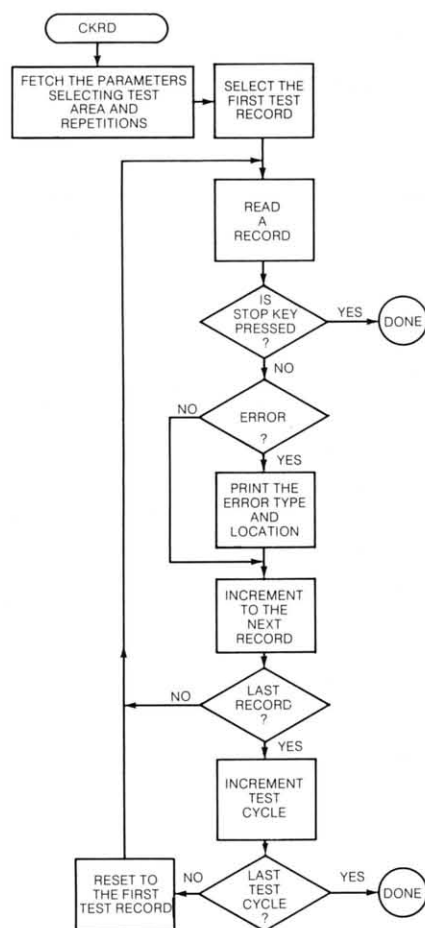 CKRD
FETCH THE PARAMETERS
SELECTING TEST
AREA AND
REPETITIONS
SELECT THE
FIRST TEST
RECORD
READ
A
RECORD
IS
STOP KEY
PRESSED
?
YES
DONE
NO
NO
ERROR
?
YES
PRINT THE
ERROR TYPE
AND
LOCATION
INCREMENT
TO THE
NEXT
RECORD
NO
LAST
RECORD
?
YES
INCREMENT
TEST
CYCLE
RESET TO
THE FIRST
TEST RECORD
NO
LAST
TEST
CYCLE
?
YES
DONE